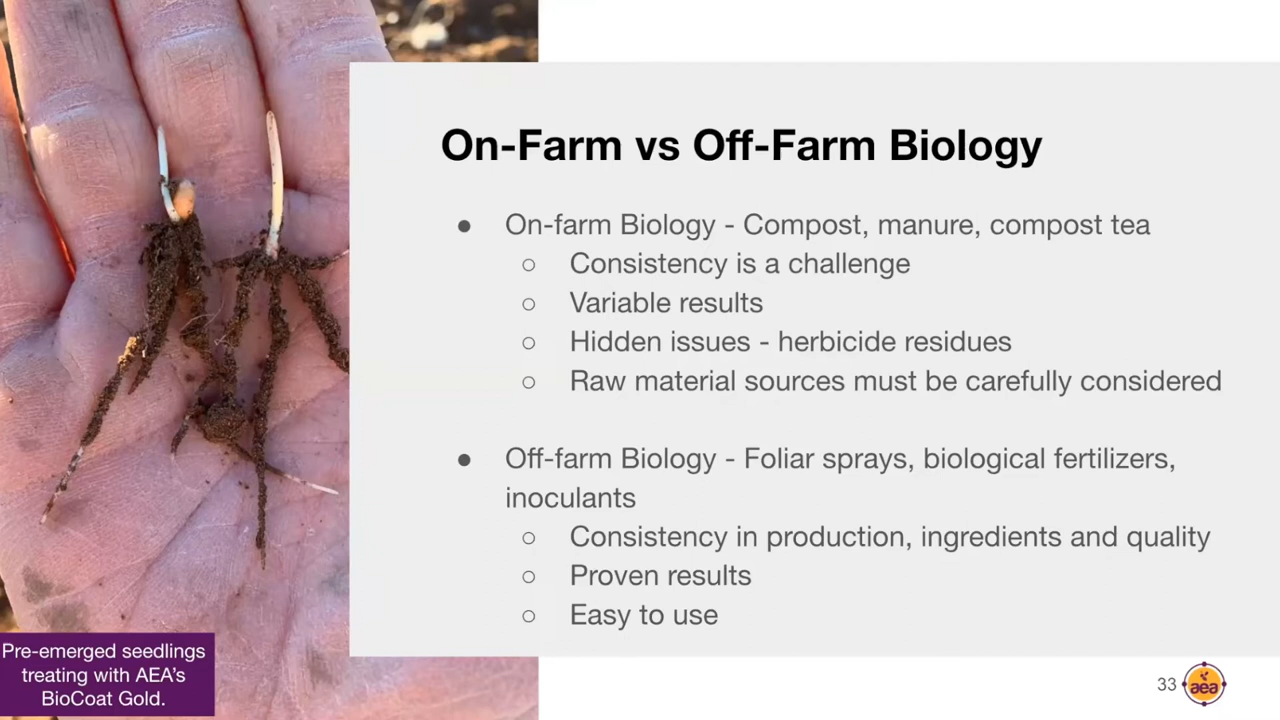 On-Farm vs Off-Farm Biology
● On-farm Biology - Compost, manure, compost tea
○ Consistency is a challenge
○ Variable results
○ Hidden issues - herbicide residues
○ Raw material sources must be carefully considered
● Off-farm Biology - Foliar sprays, biological fertilizers,
inoculants
○ Consistency in production, ingredients and quality
○ Proven results
○ Easy to use
Pre-emerged seedlings
treating with AEA's
BioCoat Gold.
33
aea